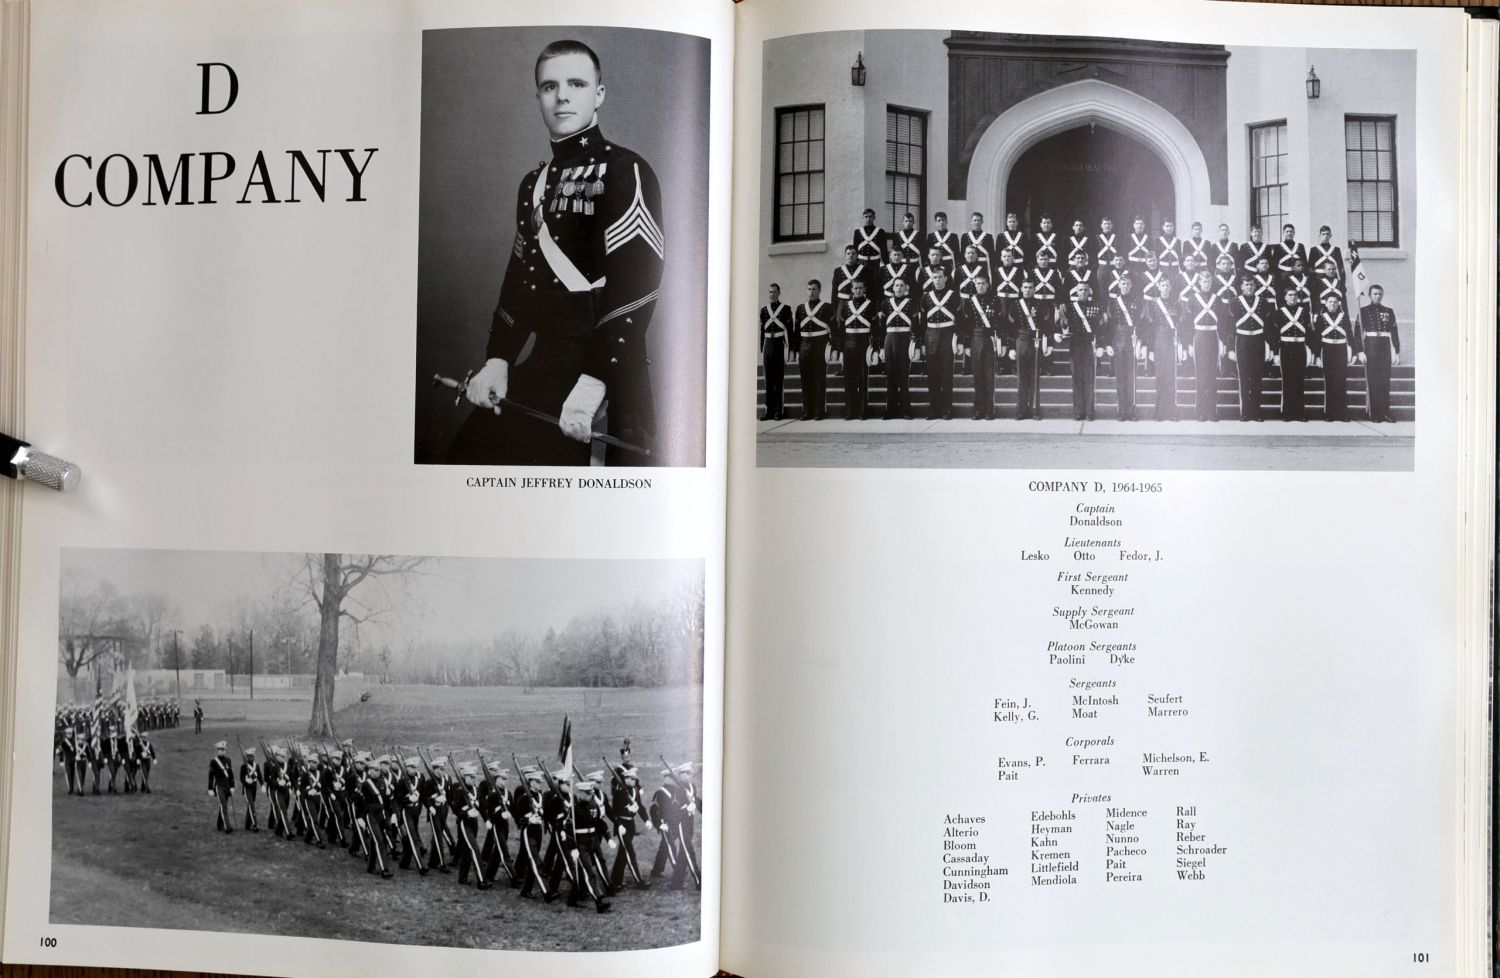 D
COMPANY
CAPTAIN JEFFREY DONALDSON
100
COMPANY D, 1964-1965
Captain
Donaldson
Lieutenants
Lesko Otto Fedor, J.
First Sergeant
Kennedy
Supply Sergeant
McGowan
Platoon Sergeants
Paolini Dyke
Sergeants
Fein, J. McIntosh Seufert
Kelly, G. Moat Marrero
Corporals
Evans, P. Ferrara Michelson, E.
Pait Warren
Privates
Achaves Edebohls Midence Rall
Alterio Heyman Nagle Ray
Bloom Kahn Nunno Reber
Cassaday Kremen Pacheco Schroader
Cunningham Littlefield Pait Siegel
Davidson Mendiola Pereira Webb
Davis, D.
101